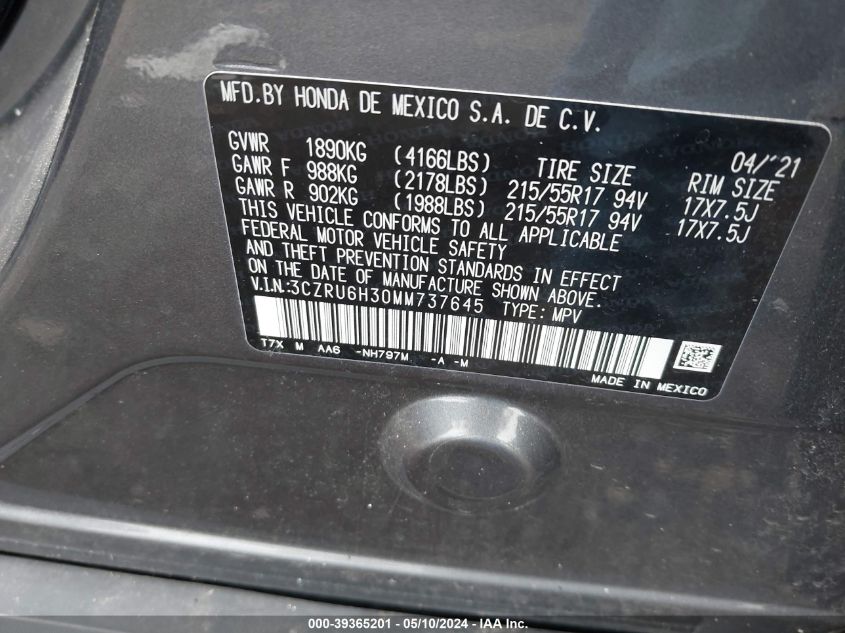 MFD.BY HONDA DE MEXICO S.A. DE C.V.
04/'21
GVWR 1890KG (4166LBS) TIRE SIZE RIM SIZE
GAWR F 988KG (2178LBS) 215/55R17 94V 17X7.5J
GAWR R 902KG (1988LBS) 215/55R17 94V 17X7.5J
THIS VEHICLE CONFORMS TO ALL APPLICABLE
FEDERAL MOTOR VEHICLE SAFETY
AND THEFT PREVENTION STANDARDS IN EFFECT
ON THE DATE OF MANUFACTURE SHOWN ABOVE.
V.I.N:3CZRU6H30MM737645 TYPE: MPV
T7X M AA6 -NH797M -A -M
MADE IN MEXICO
000-39365201 - 05/10/2024 - IAA Inc.